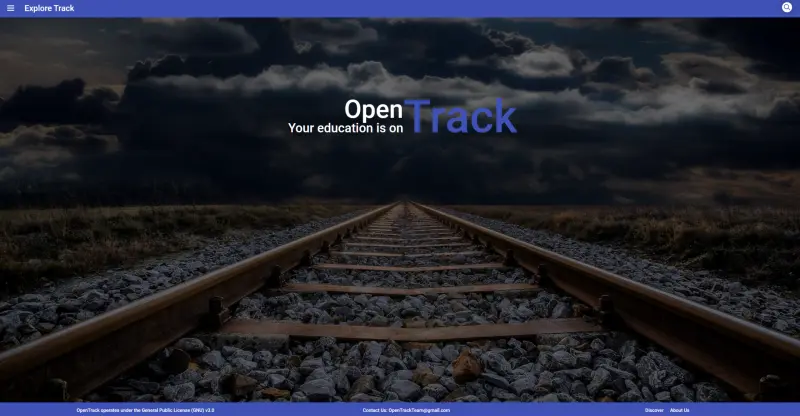 Explore Track
Open Track
Your education is on
OpenTrack operates under the General Public License (GNU) v3.0
Contact Us: OpenTrackTeam@gmail.com
Discover About Us